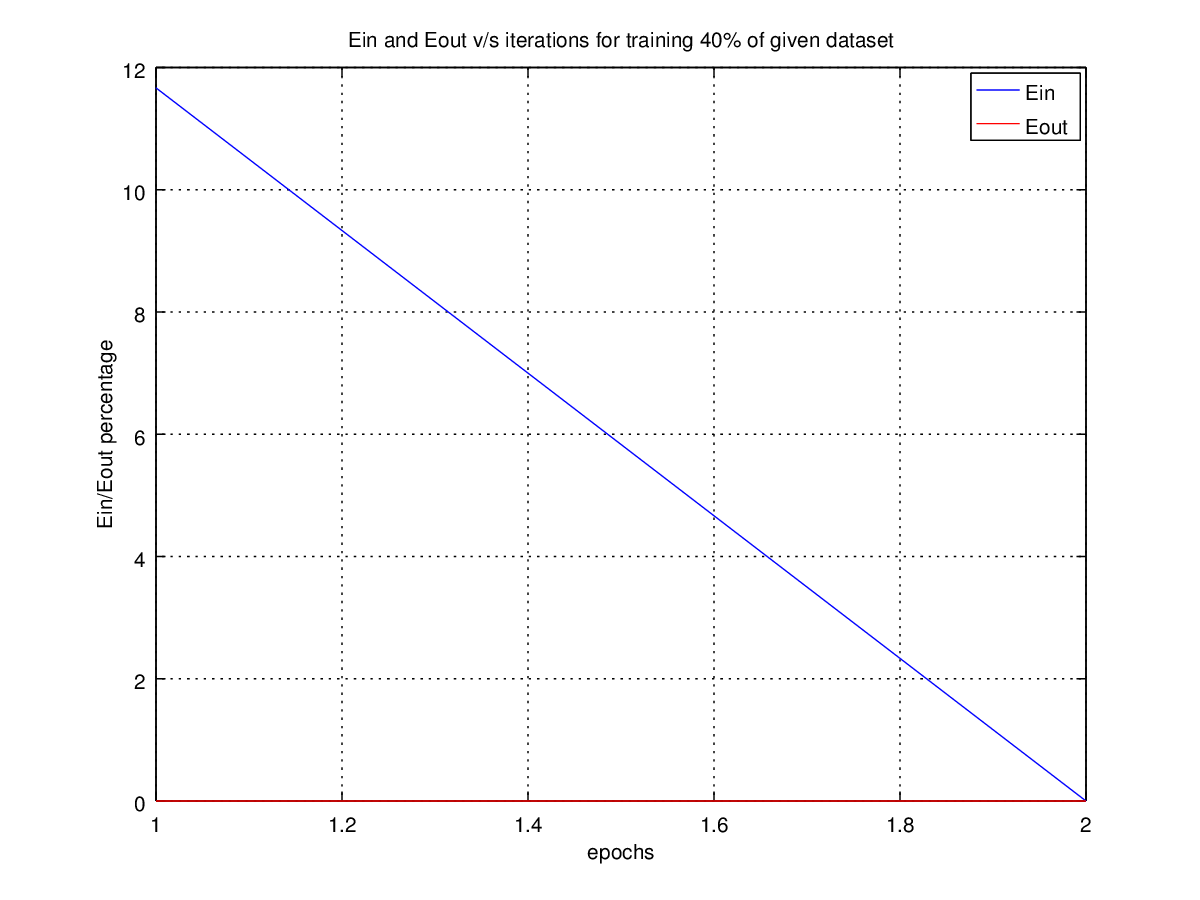 Ein and Eout v/s iterations for training 40% of given dataset
12
10
8
6
4
2
0
Ein/Eout percentage
Ein
Eout
1
1.2
1.4
1.6
1.8
2
epochs